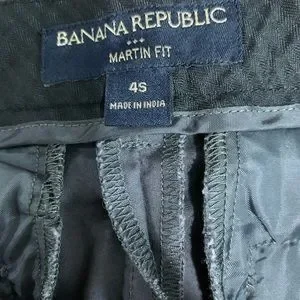 BANANA REPUBLIC
MARTIN FIT
4S
MADE IN INDIA